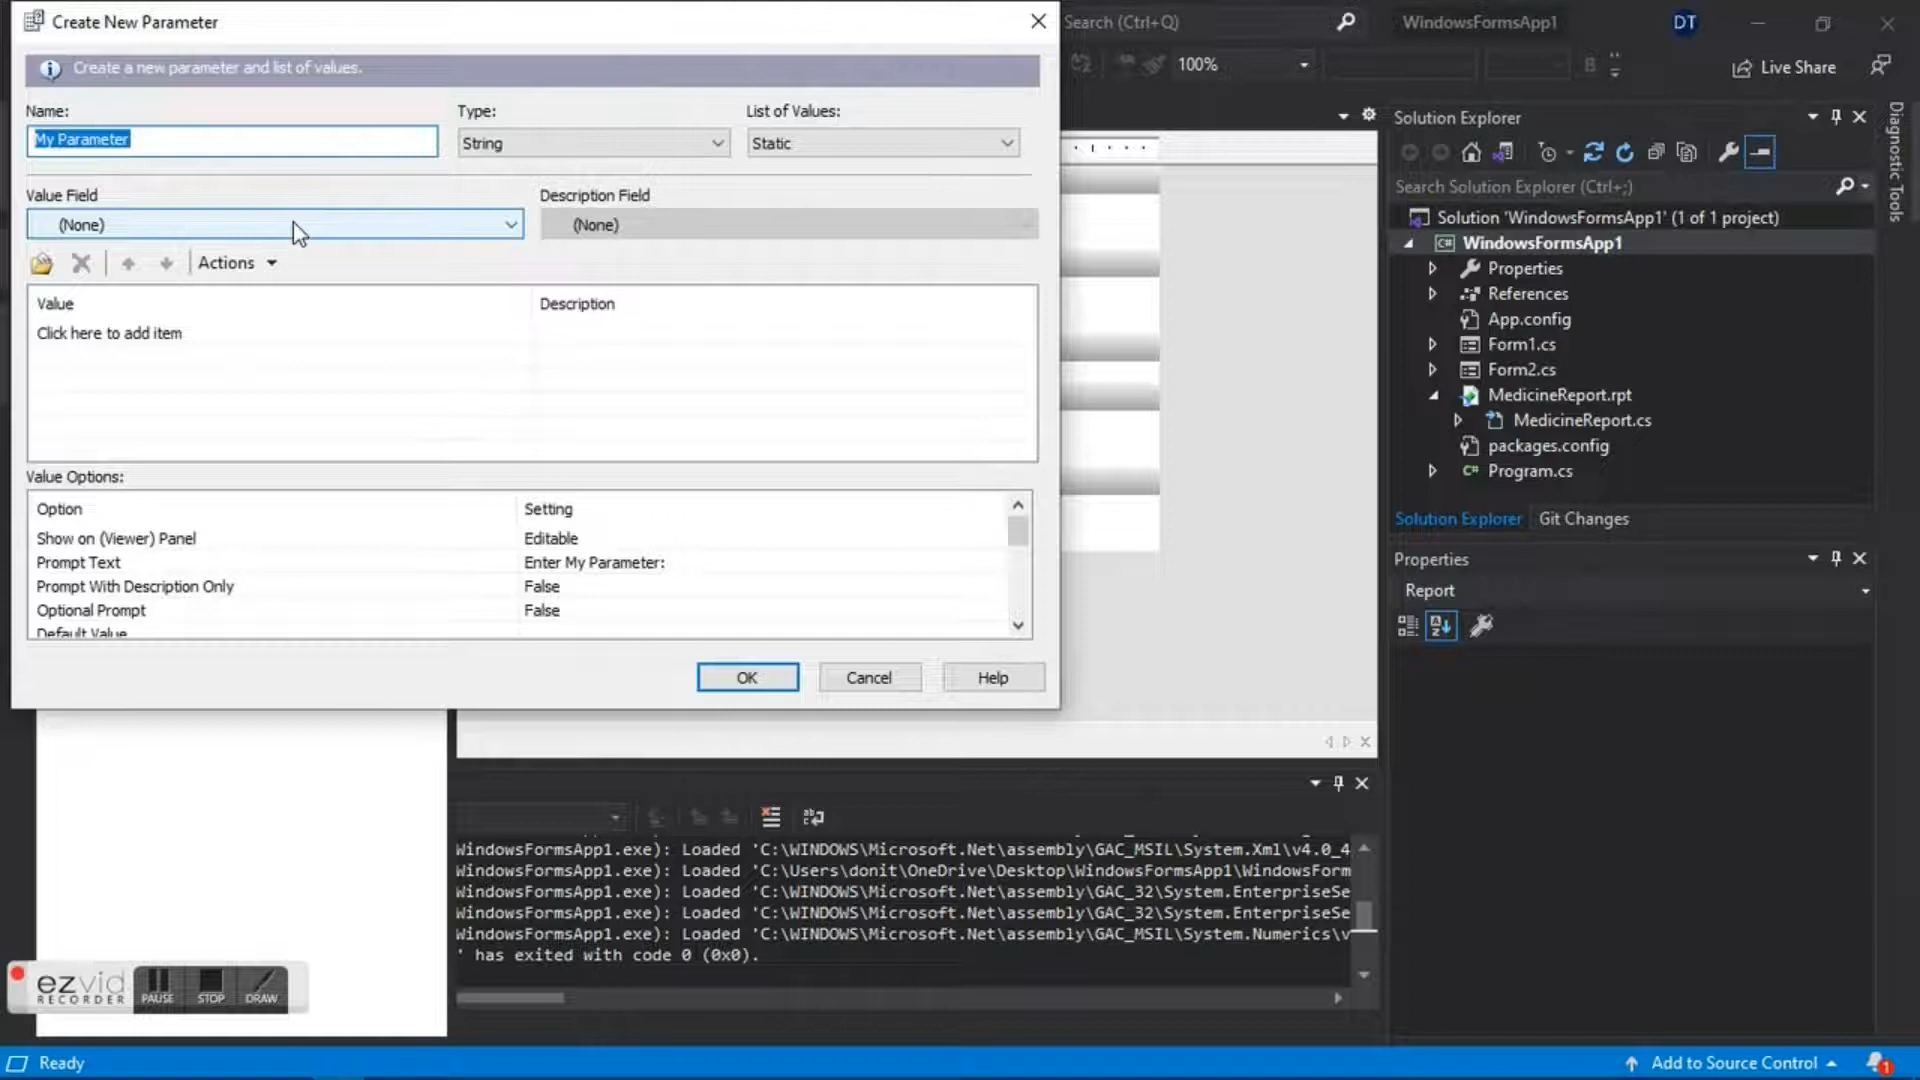 Create New Parameter
Search (Ctrl+Q)
WindowsFormsApp1
DT
Create a new parameter and list of values.
100%
B
Live Share
Name:
Type:
List of Values:
My Parameter
String
Static
Value Field
Description Field
(None)
(None)
Actions
Value
Description
Click here to add item
Value Options:
Option
Setting
Show on (Viewer) Panel
Editable
Prompt Text
Enter My Parameter:
Prompt With Description Only
False
Optional Prompt
False
Default Value
OK
Cancel
Help
Solution Explorer
Search Solution Explorer (Ctrl+;)
Solution 'WindowsFormsApp1' (1 of 1 project)
C# WindowsFormsApp1
Properties
References
App.config
Form1.cs
Form2.cs
MedicineReport.rpt
MedicineReport.cs
packages.config
C# Program.cs
Solution Explorer
Git Changes
Properties
Report
Diagnostic Tools
WindowsFormsApp1.exe): Loaded 'C:\WINDOWS\Microsoft.Net\assembly\GAC_MSIL\System.Xml\v4.0_4
WindowsFormsApp1.exe): Loaded 'C:\Users\donit\OneDrive\Desktop\WindowsFormsApp1\WindowsForm
WindowsFormsApp1.exe): Loaded 'C:\WINDOWS\Microsoft.Net\assembly\GAC_32\System.EnterpriseSe
WindowsFormsApp1.exe): Loaded 'C:\WINDOWS\Microsoft.Net\assembly\GAC_32\System.EnterpriseSe
WindowsFormsApp1.exe): Loaded 'C:\WINDOWS\Microsoft.Net\assembly\GAC_MSIL\System.Numerics\v
' has exited with code 0 (0x0).
ezvid
RECORDER
PAUSE
STOP
DRAW
Ready
Add to Source Control
1